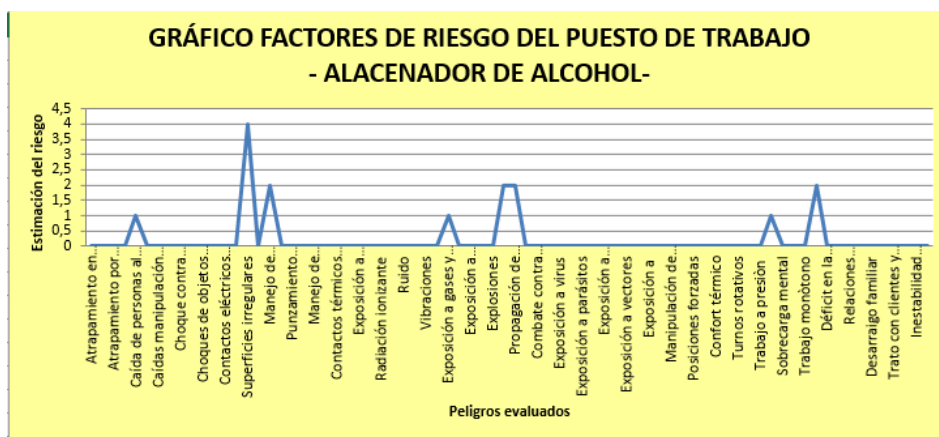 GRÁFICO FACTORES DE RIESGO DEL PUESTO DE TRABAJO
- ALACENADOR DE ALCOHOL-
Estimación del riesgo
4,5
4
3,5
3
2,5
2
1,5
1
0,5
0
Atrapamiento en...
Atrapamiento por...
Caída de personas al...
Caídas manipulación...
Choque contra...
Choques de objetos
Contactos eléctricos...
Superficies irregulares
Manejo de...
Punzamiento...
Manejo de...
Contactos térmicos...
Exposición a...
Radiación ionizante
Ruido
Vibraciones
Exposición a gases y...
Exposición a...
Explosiones
Propagación de...
Combate contra...
Exposición a virus
Exposición a parásitos
Exposición a...
Exposición a vectores
Exposición a
Manipulación de...
Posiciones forzadas
Confort térmico
Turnos rotativos
Trabajo a presiòn
Sobrecarga mental
Trabajo monótono
Déficit en la...
Relaciones...
Desarraigo familiar
Trato con clientes y...
Inestabilidad...
Peligros evaluados